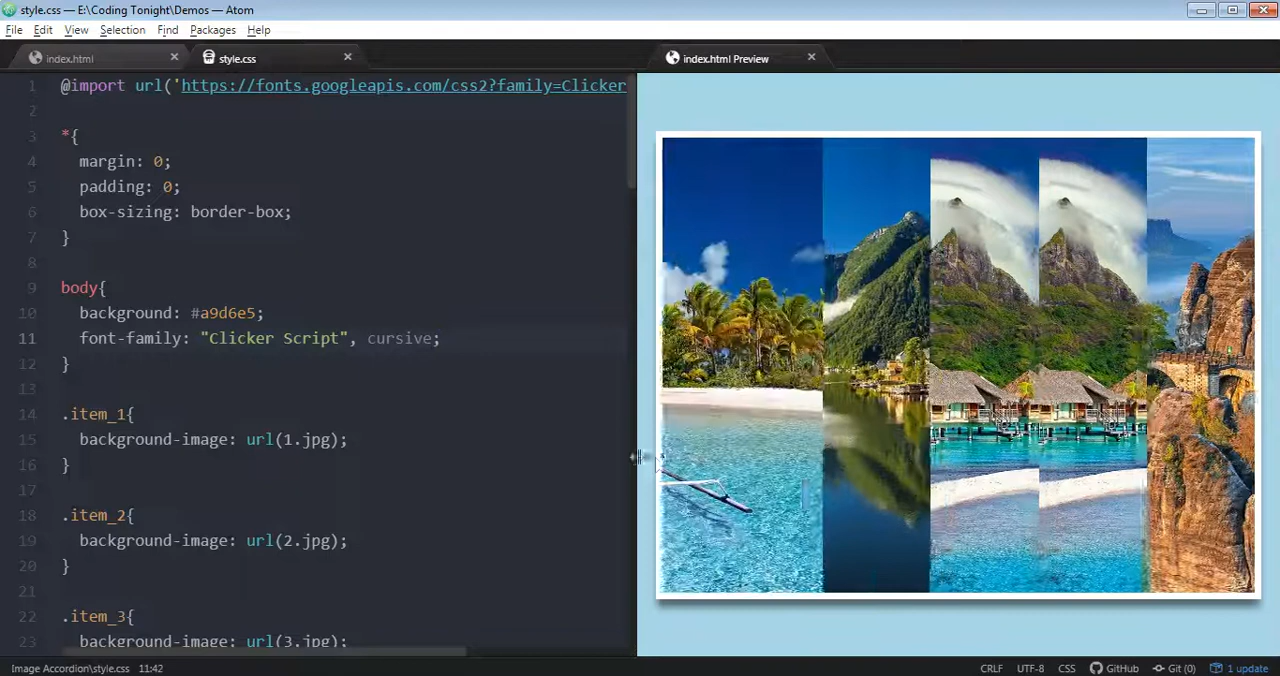 style.css — E:\Coding Tonight\Demos — Atom
File Edit View Selection Find Packages Help
index.html
style.css
index.html Preview
1 @import url('https://fonts.googleapis.com/css2?family=Clicker
2
3 *{
4 margin: 0;
5 padding: 0;
6 box-sizing: border-box;
7 }
8
9 body{
10 background: #a9d6e5;
11 font-family: "Clicker Script", cursive;
12 }
13
14 .item_1{
15 background-image: url(1.jpg);
16 }
17
18 .item_2{
19 background-image: url(2.jpg);
20 }
21
22 .item_3{
23 background-image: url(3.jpg);
Image Accordion\style.css 11:42
CRLF UTF-8 CSS GitHub Git (0) 1 update